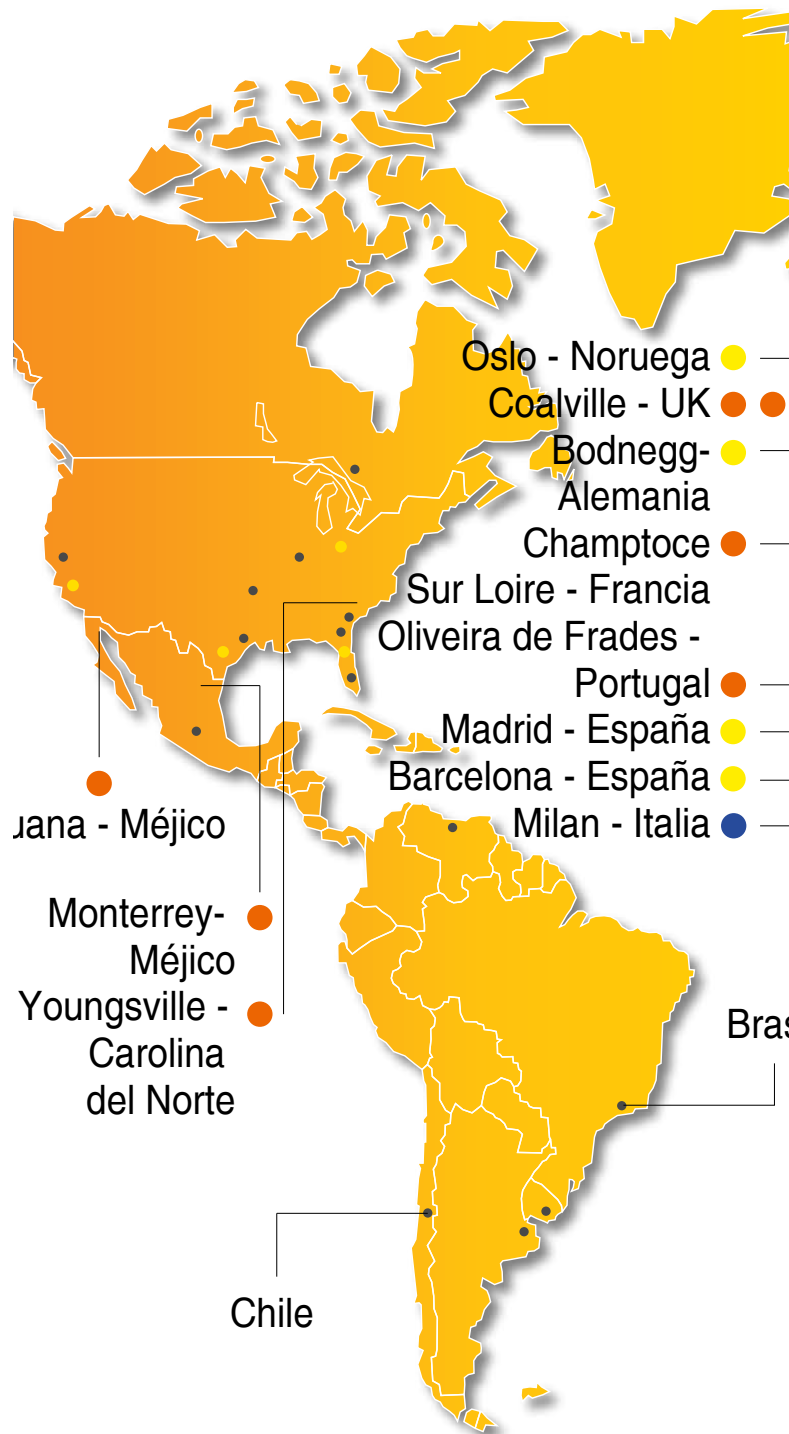 Oslo - Noruega
Coalville - UK
Bodnegg-
Alemania
Champtoce
Sur Loire - Francia
Oliveira de Frades -
Portugal
Madrid - España
Barcelona - España
Milan - Italia
uana - Méjico
Monterrey-
Méjico
Youngsville -
Carolina
del Norte
Bras
Chile